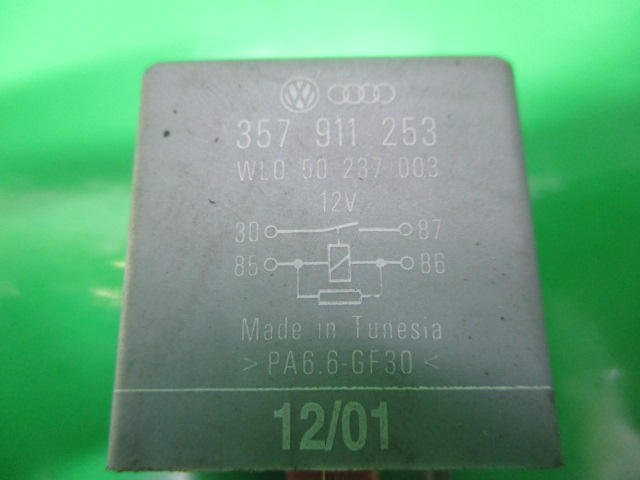 357 911 253
WLO 50 237 003
12V
30 87
85 86
Made in Tunesia
>PA6.6-GF30<
12/01